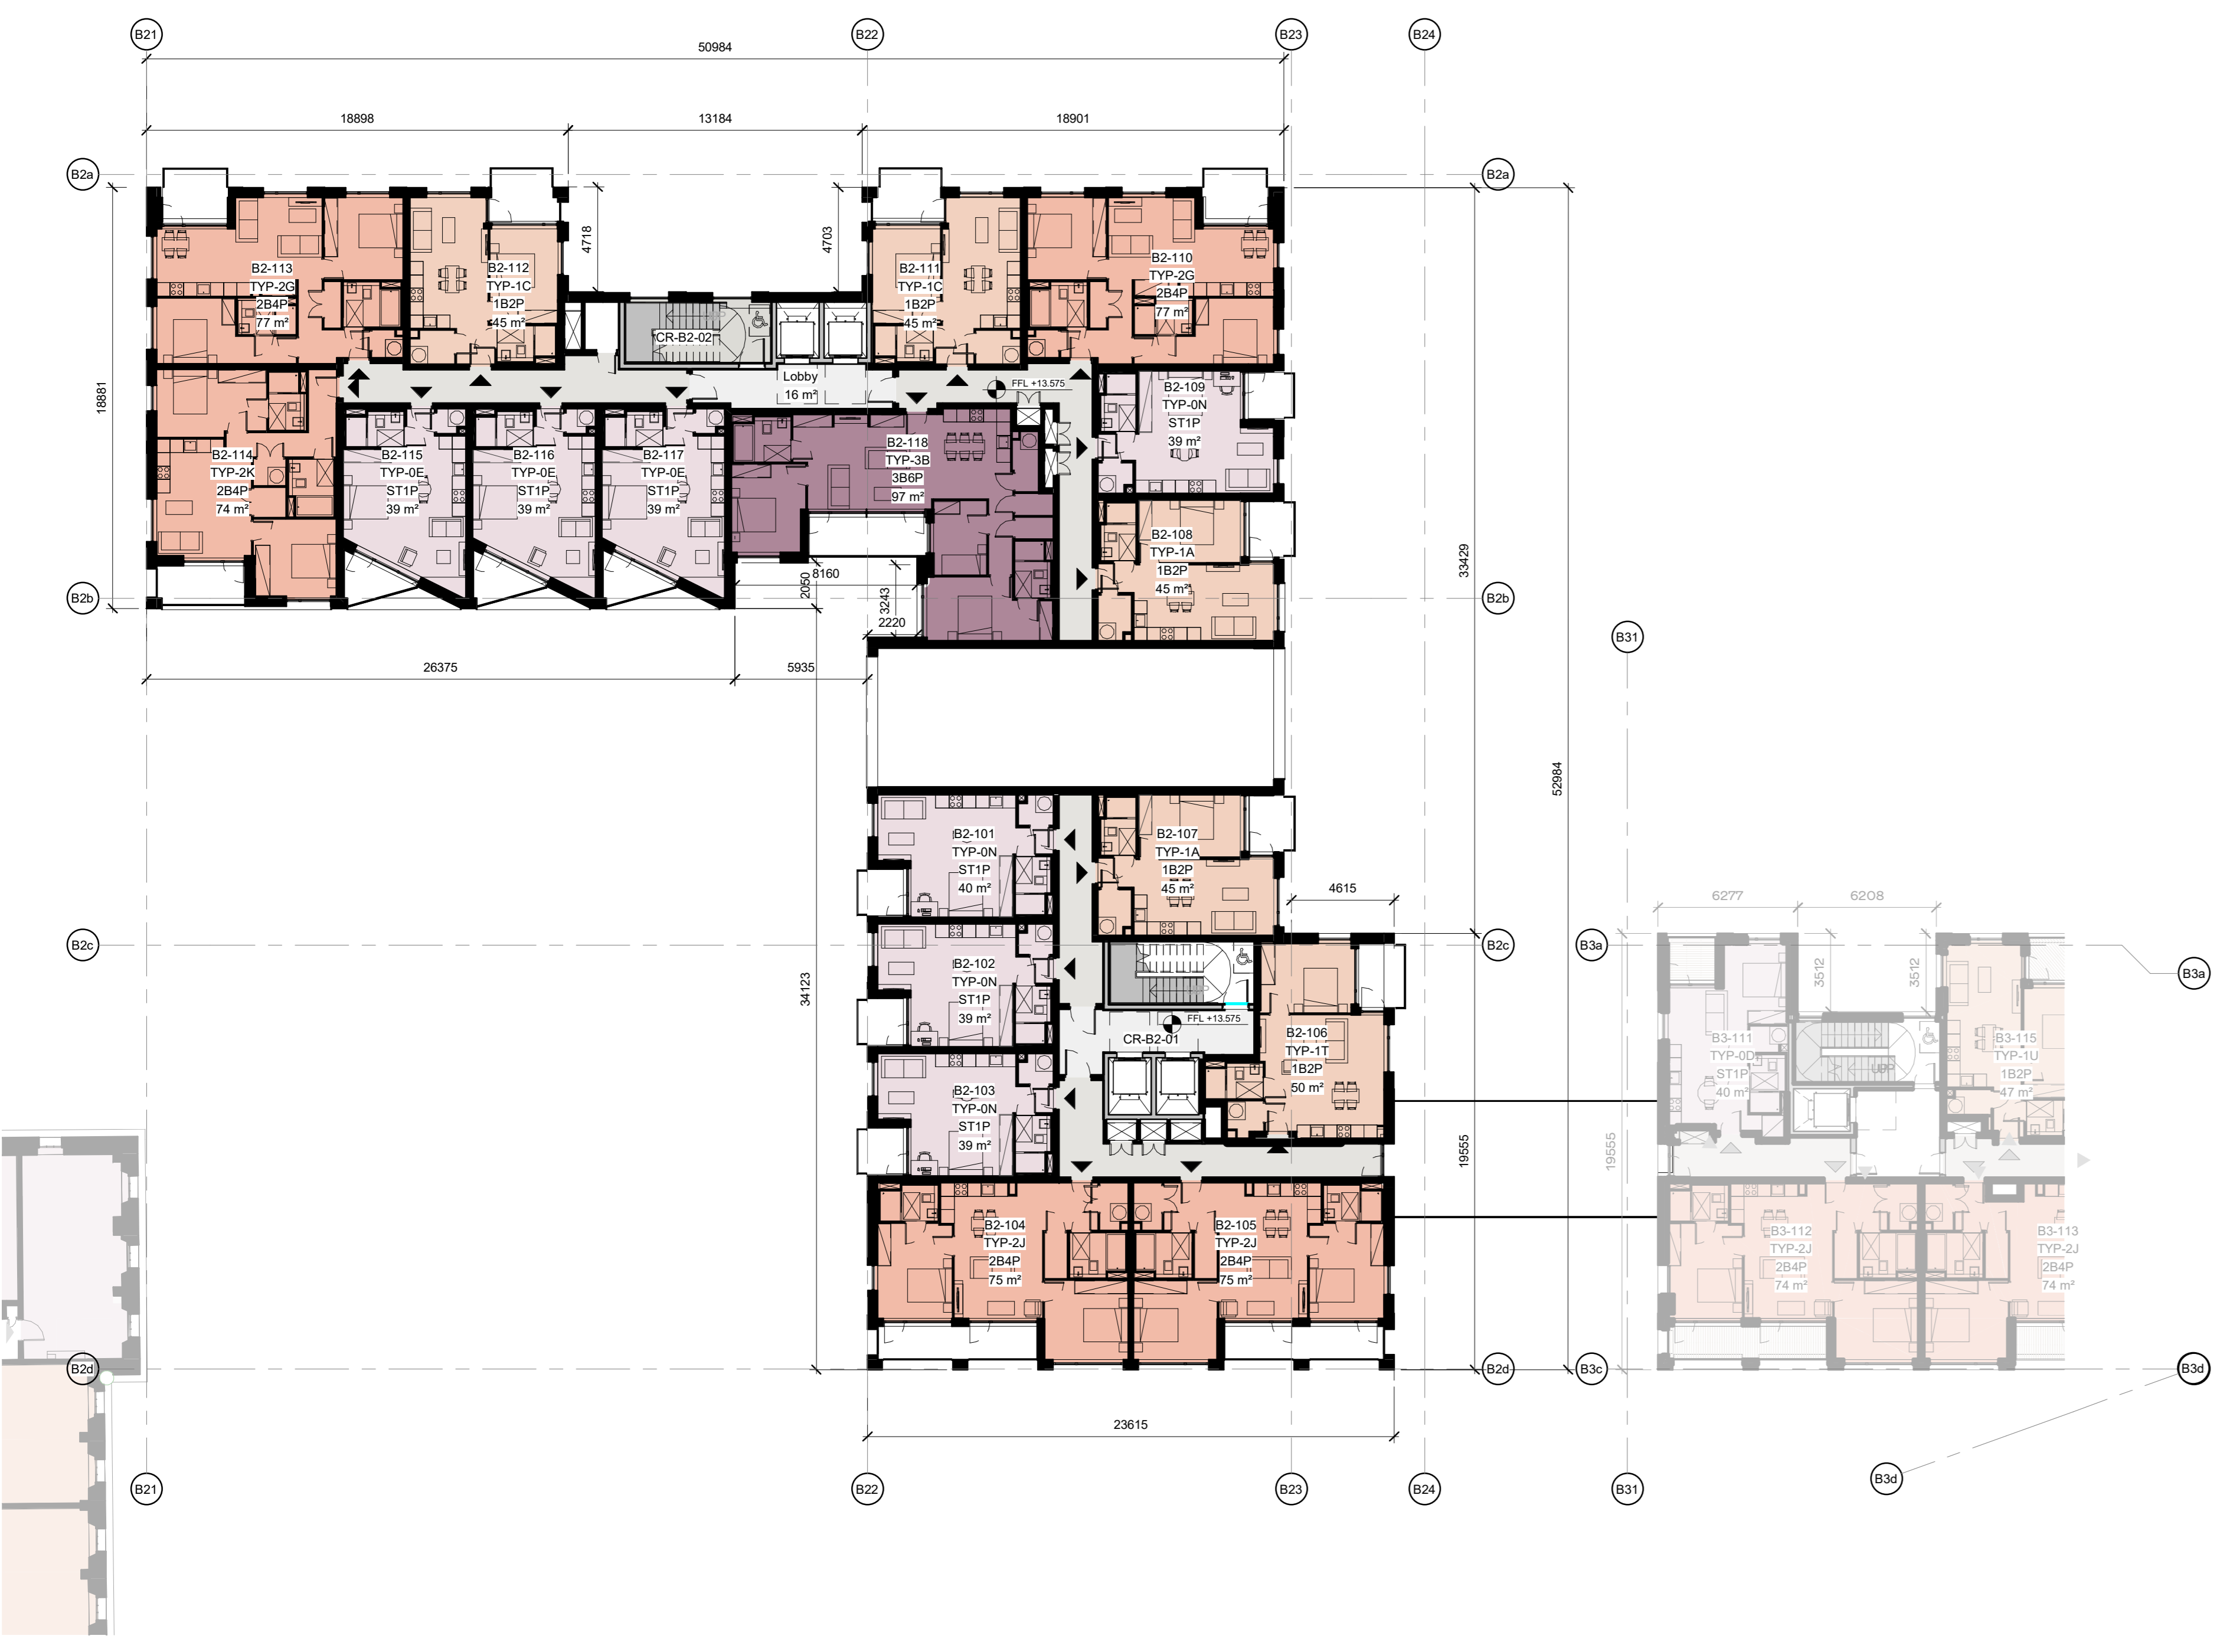 B21
B22
B23
B24
50984
18898
13184
18901
B2a
B2a
4718
4703
B2-113
TYP-2G
2B4P
77 m²
B2-112
TYP-1C
1B2P
45 m²
B2-111
TYP-1C
1B2P
45 m²
B2-110
TYP-2G
2B4P
77 m²
CR-B2-02
Lobby
16 m²
FFL +13.575
18881
B2-109
TYP-0N
ST1P
39 m²
B2-114
TYP-2K
2B4P
74 m²
B2-115
TYP-0E
ST1P
39 m²
B2-116
TYP-0E
ST1P
39 m²
B2-117
TYP-0E
ST1P
39 m²
B2-118
TYP-3B
3B6P
97 m²
B2-108
TYP-1A
1B2P
45 m²
33429
8160
2050
3243
2220
B2b
B2b
B31
26375
5935
52984
B2-101
TYP-0N
ST1P
40 m²
B2-107
TYP-1A
1B2P
45 m²
4615
6277
6208
B2c
B2c
B3a
B3a
3512
3512
34123
B2-102
TYP-0N
ST1P
39 m²
FFL +13.575
CR-B2-01
B2-106
TYP-1T
1B2P
50 m²
B3-111
TYP-0D
ST1P
40 m²
B3-115
TYP-1U
1B2P
47 m²
UP
B2-103
TYP-0N
ST1P
39 m²
19555
19555
B2-104
TYP-2J
2B4P
75 m²
B2-105
TYP-2J
2B4P
75 m²
B3-112
TYP-2J
2B4P
74 m²
B3-113
TYP-2J
2B4P
74 m²
B2d
B2d
B3c
B3d
23615
B3d
B21
B22
B23
B24
B31